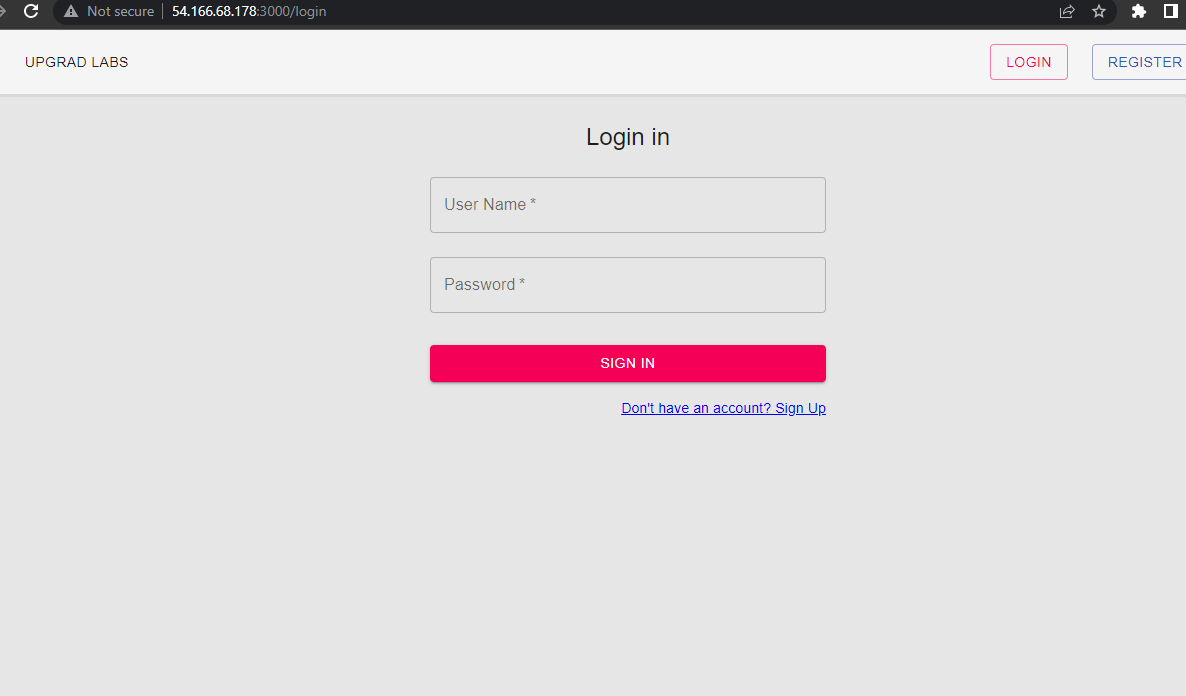 Not secure 54.166.68.178:3000/login
UPGRAD LABS LOGIN REGISTER
Login in
User Name *
Password *
SIGN IN
Don't have an account? Sign Up